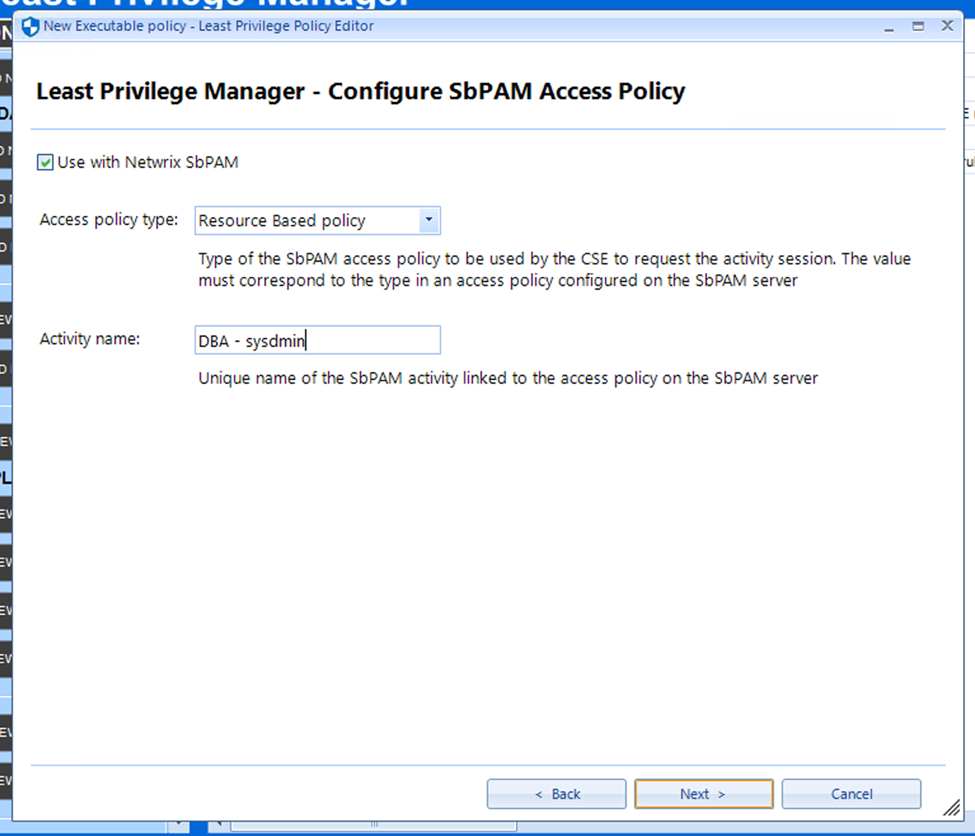 New Executable policy - Least Privilege Policy Editor
Least Privilege Manager - Configure SbPAM Access Policy
Use with Netwrix SbPAM
Access policy type: Resource Based policy
Type of the SbPAM access policy to be used by the CSE to request the activity session. The value
must correspond to the type in an access policy configured on the SbPAM server
Activity name: DBA - sysdmin
Unique name of the SbPAM activity linked to the access policy on the SbPAM server
< Back Next > Cancel